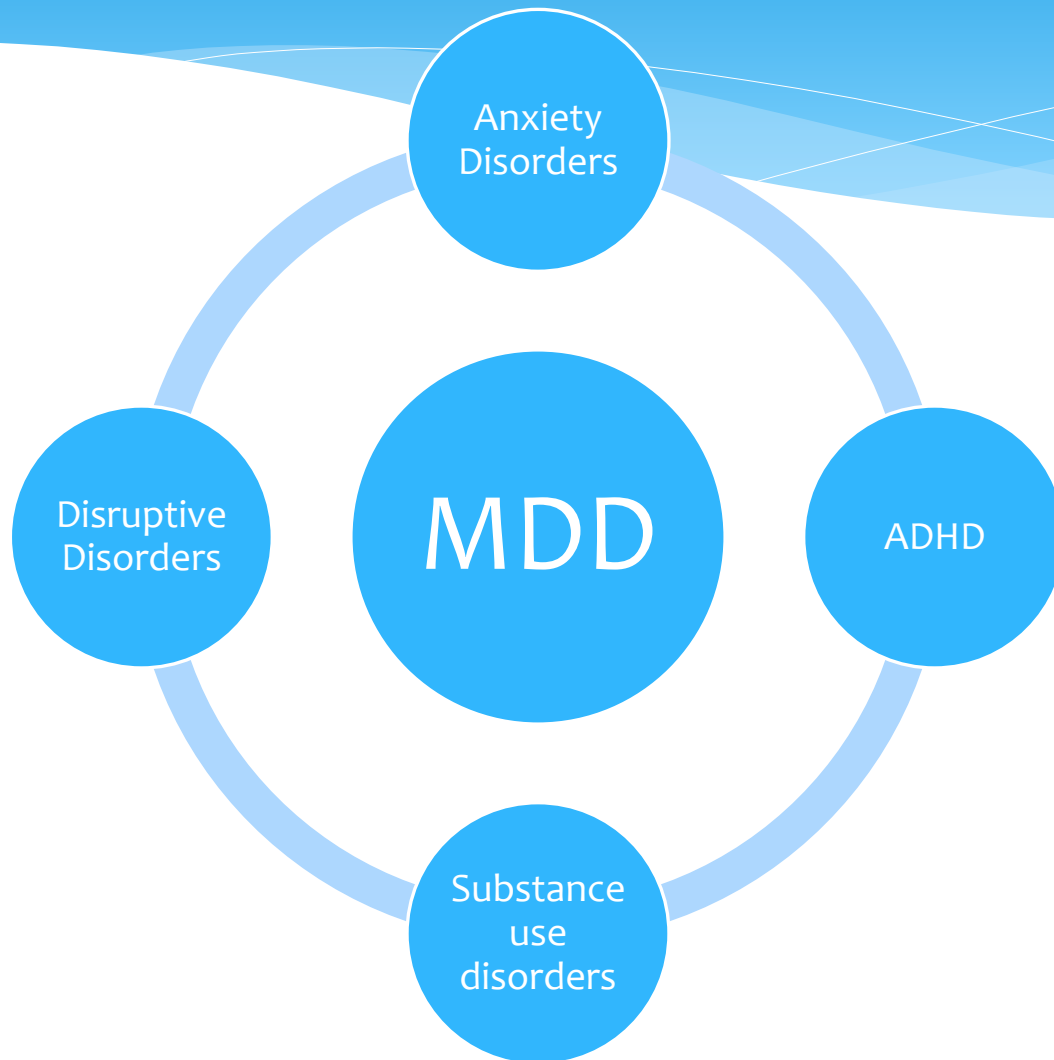 Anxiety
Disorders
Disruptive
Disorders
MDD
ADHD
Substance
use
disorders